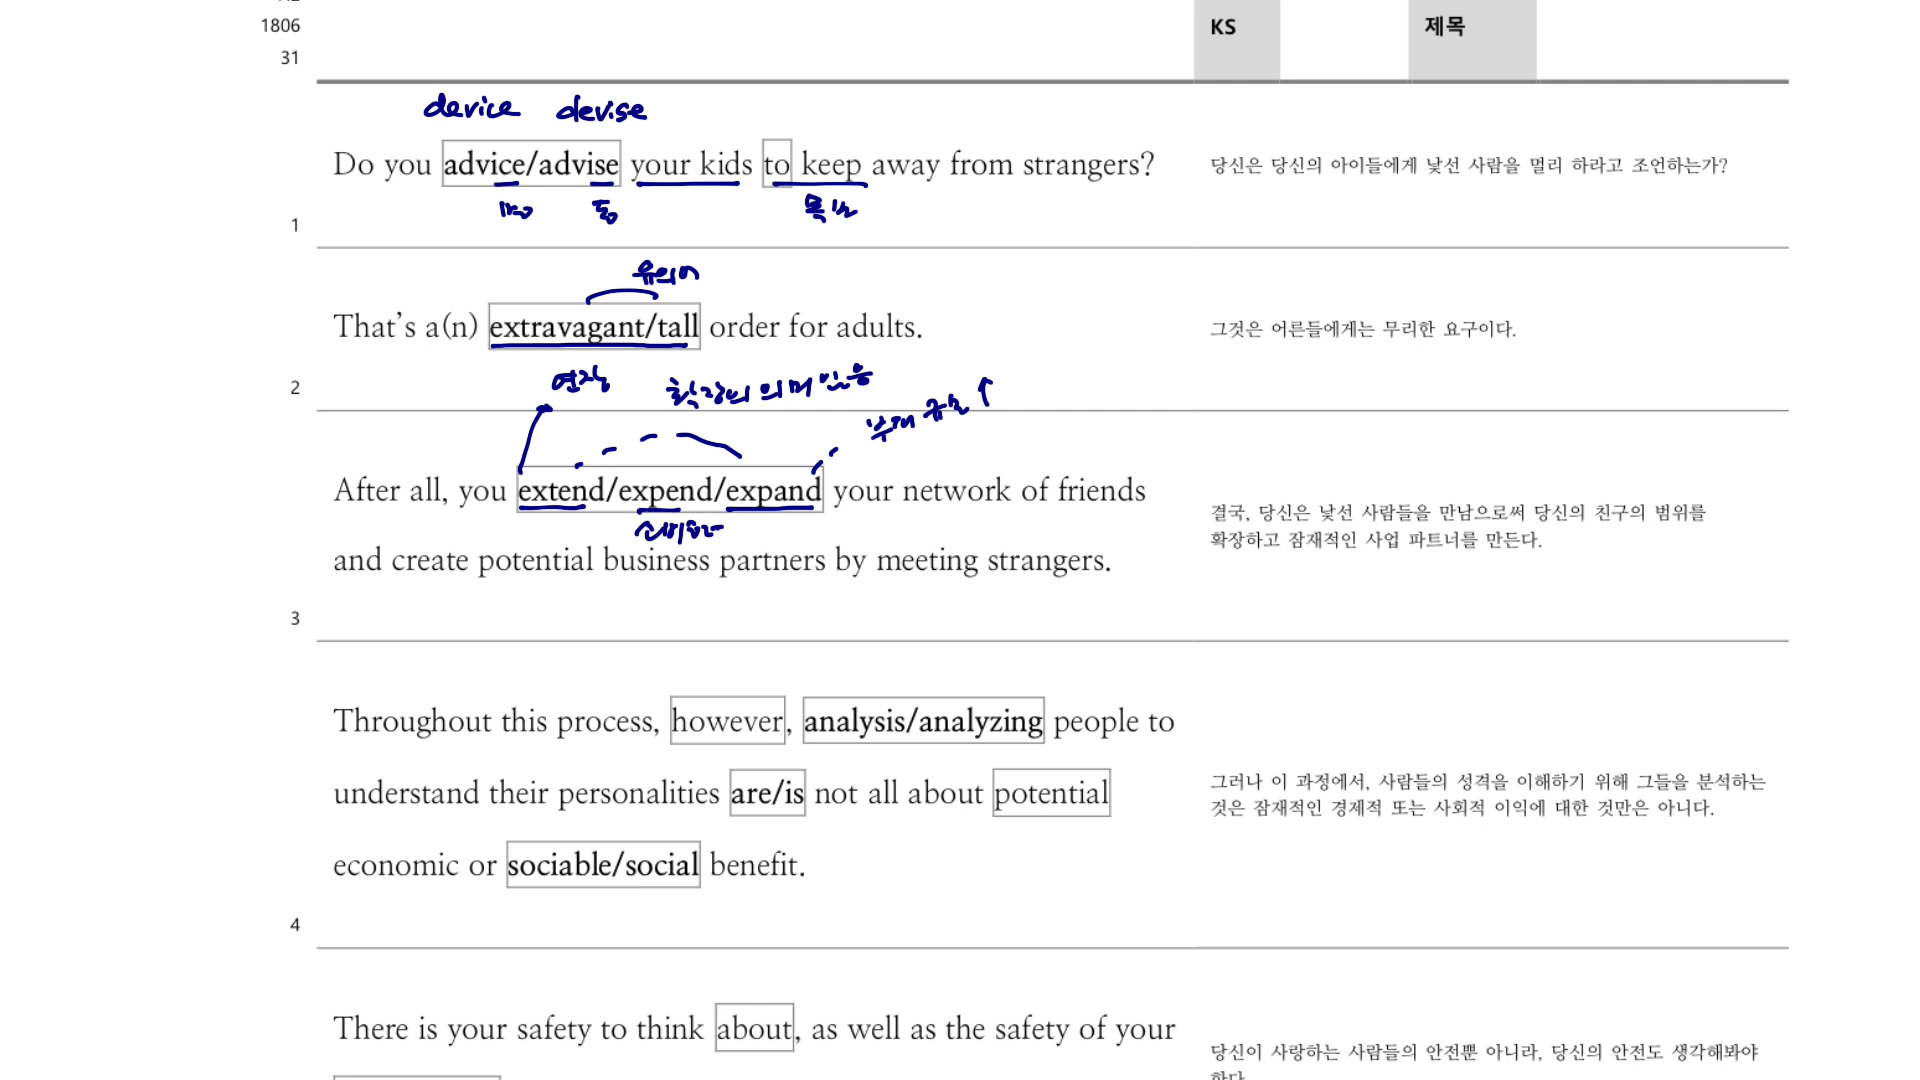 1806
31
KS 제목
device devise
Do you advice/advise your kids to keep away from strangers?
당신은 당신의 아이들에게 낯선 사람을 멀리 하라고 조언하는가?
명 동 목보
1
유의어
That's a(n) extravagant/tall order for adults.
그것은 어른들에게는 무리한 요구이다.
2
연장 확장의 의미 있음
부피 규모 ↑
After all, you extend/expend/expand your network of friends
소비하다
and create potential business partners by meeting strangers.
결국, 당신은 낯선 사람들을 만남으로써 당신의 친구의 범위를
확장하고 잠재적인 사업 파트너를 만든다.
3
Throughout this process, however, analysis/analyzing people to
understand their personalities are/is not all about potential
economic or sociable/social benefit.
그러나 이 과정에서, 사람들의 성격을 이해하기 위해 그들을 분석하는
것은 잠재적인 경제적 또는 사회적 이익에 대한 것만은 아니다.
4
There is your safety to think about, as well as the safety of your
당신이 사랑하는 사람들의 안전뿐 아니라, 당신의 안전도 생각해봐야